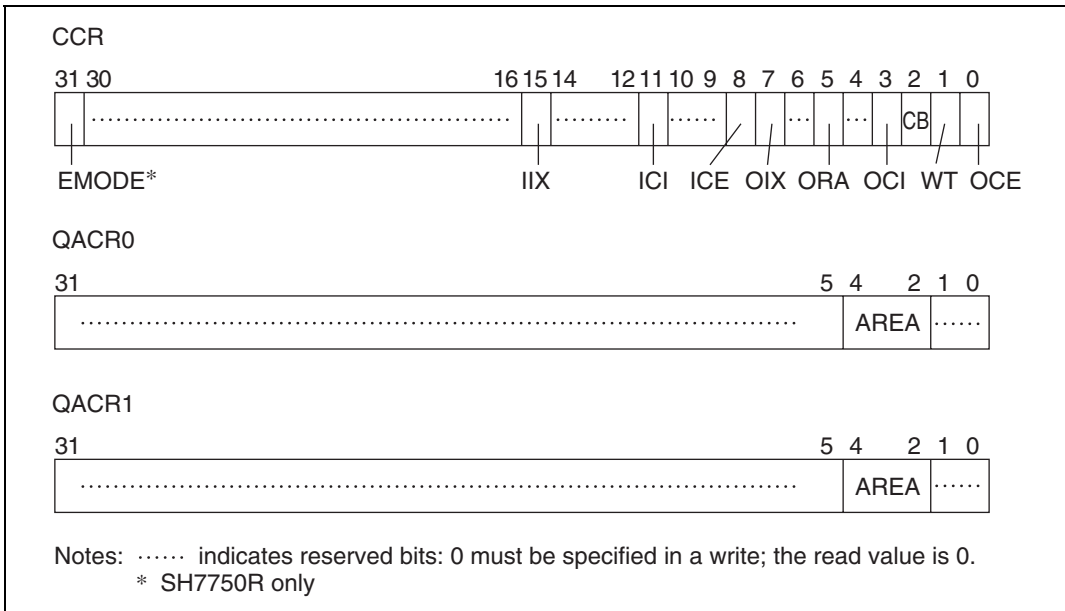 CCR
31 30 16 15 14 12 11 10 9 8 7 6 5 4 3 2 1 0
CB
EMODE* IIX ICI ICE OIX ORA OCI WT OCE
QACR0
31 5 4 2 1 0
AREA
QACR1
31 5 4 2 1 0
AREA
Notes: ······ indicates reserved bits: 0 must be specified in a write; the read value is 0.
* SH7750R only